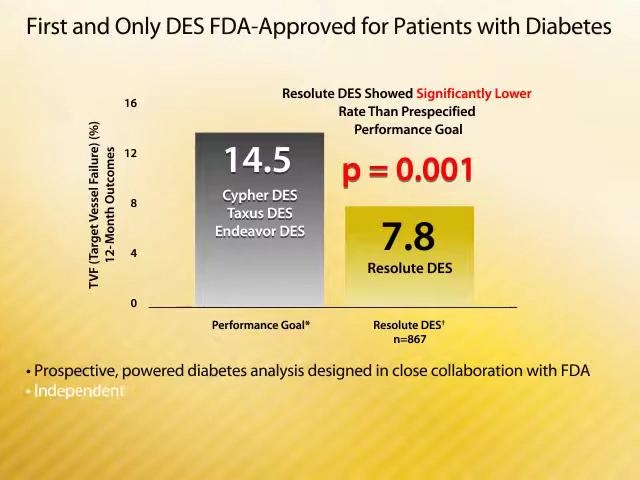 First and Only DES FDA-Approved for Patients with Diabetes
Resolute DES Showed Significantly Lower
Rate Than Prespecified
Performance Goal
p = 0.001
TVF (Target Vessel Failure) (%)
12-Month Outcomes
16
12
8
4
0
14.5
Cypher DES
Taxus DES
Endeavor DES
7.8
Resolute DES
Performance Goal*
Resolute DES†
n=867
• Prospective, powered diabetes analysis designed in close collaboration with FDA
• Independent